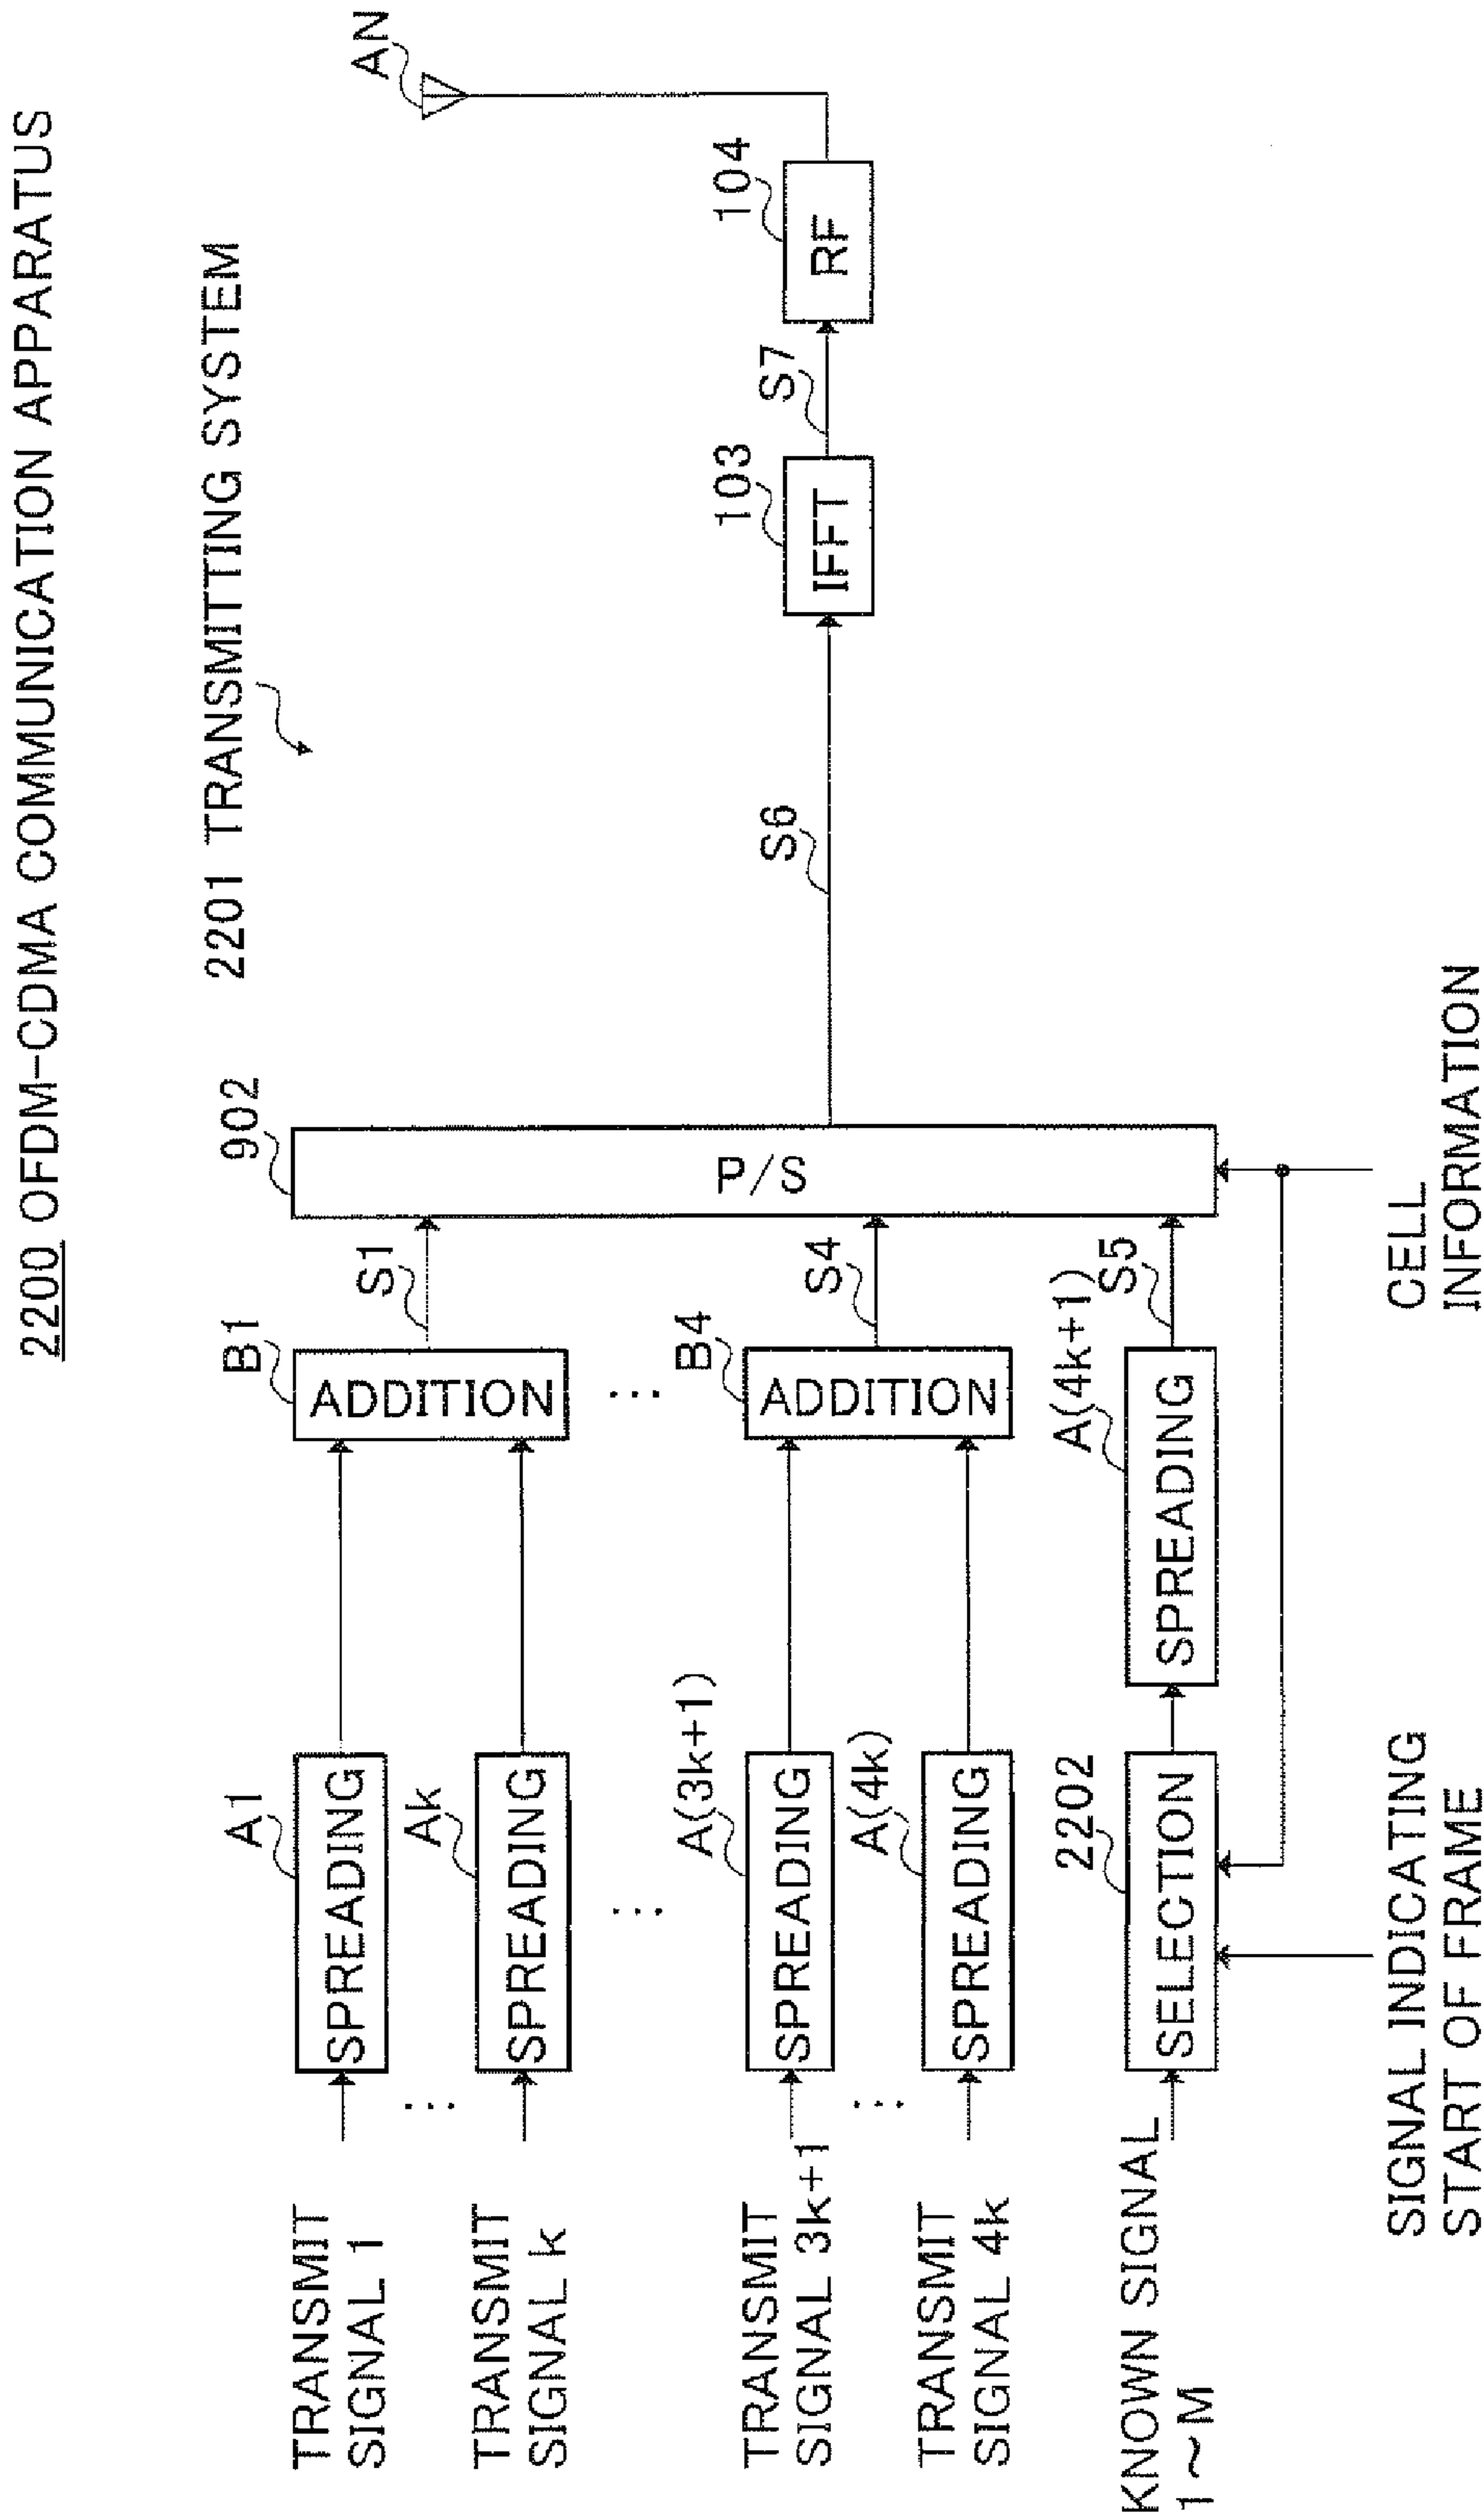 2200 OFDM-CDMA COMMUNICATION APPARATUS
2201 TRANSMITTING SYSTEM
TRANSMIT
SIGNAL 1
SPREADING
A1
TRANSMIT
SIGNAL k
SPREADING
Ak
ADDITION
B1
S1
TRANSMIT
SIGNAL 3k+1
SPREADING
A(3k+1)
TRANSMIT
SIGNAL 4k
SPREADING
A(4k)
ADDITION
B4
S4
KNOWN SIGNAL
1~M
SELECTION
2202
SPREADING
A(4k+1)
S5
SIGNAL INDICATING
START OF FRAME
CELL
INFORMATION
902
P/S
S6
103
IFFT
S7
104
RF
AN